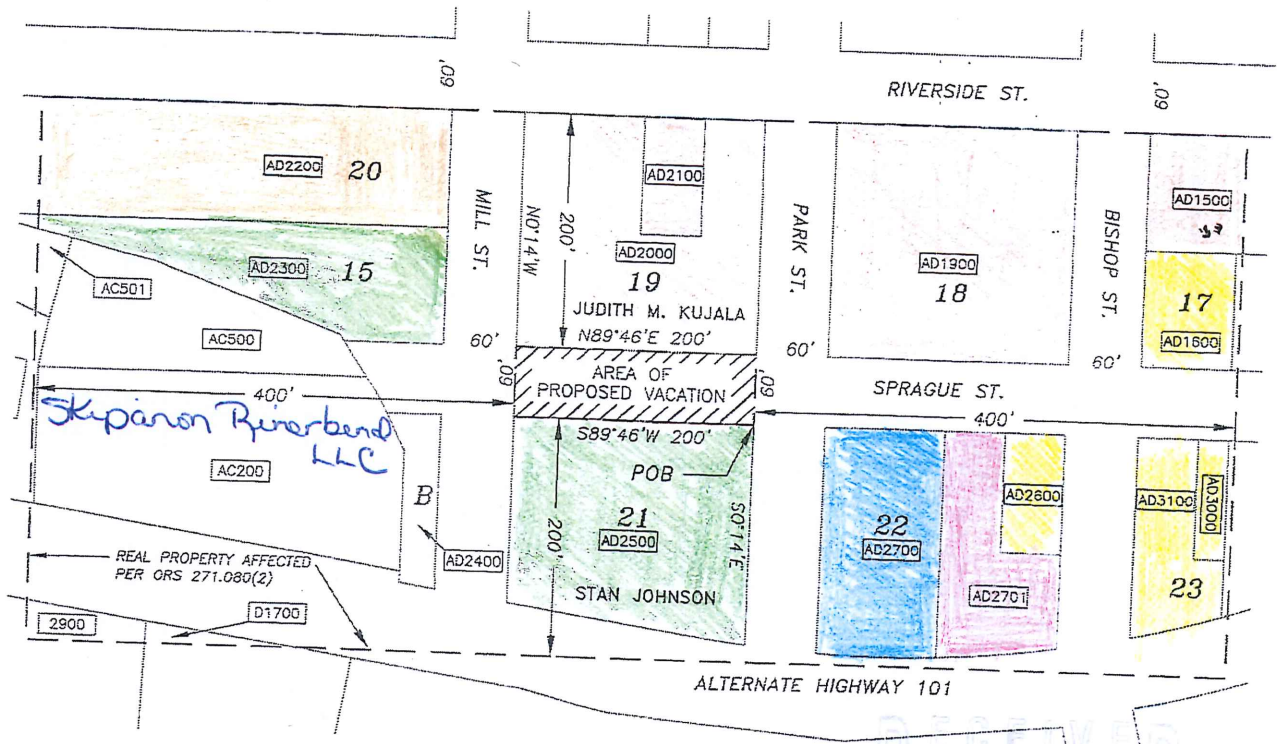 RIVERSIDE ST.
60'
60'
60'
AD2200 20
AD2300 15
AC501
AC500
MILL ST.
60'
N0°14'W
200'
AD2100
AD2000
19
JUDITH M. KUJALA
N89°46'E 200'
PARK ST.
60'
AD1900
18
BISHOP ST.
60'
AD1500
17
AD1600
400'
60'
AREA OF
PROPOSED VACATION
60'
SPRAGUE ST.
400'
Skipanon Riverbend
LLC
AC200
B
AD2400
S89°46'W 200'
POB
S0°14'E
21
AD2500
200'
STAN JOHNSON
22
AD2700
AD2600
AD2701
AD3100
AD3000
23
REAL PROPERTY AFFECTED
PER ORS 271.080(2)
2900
D1700
ALTERNATE HIGHWAY 101